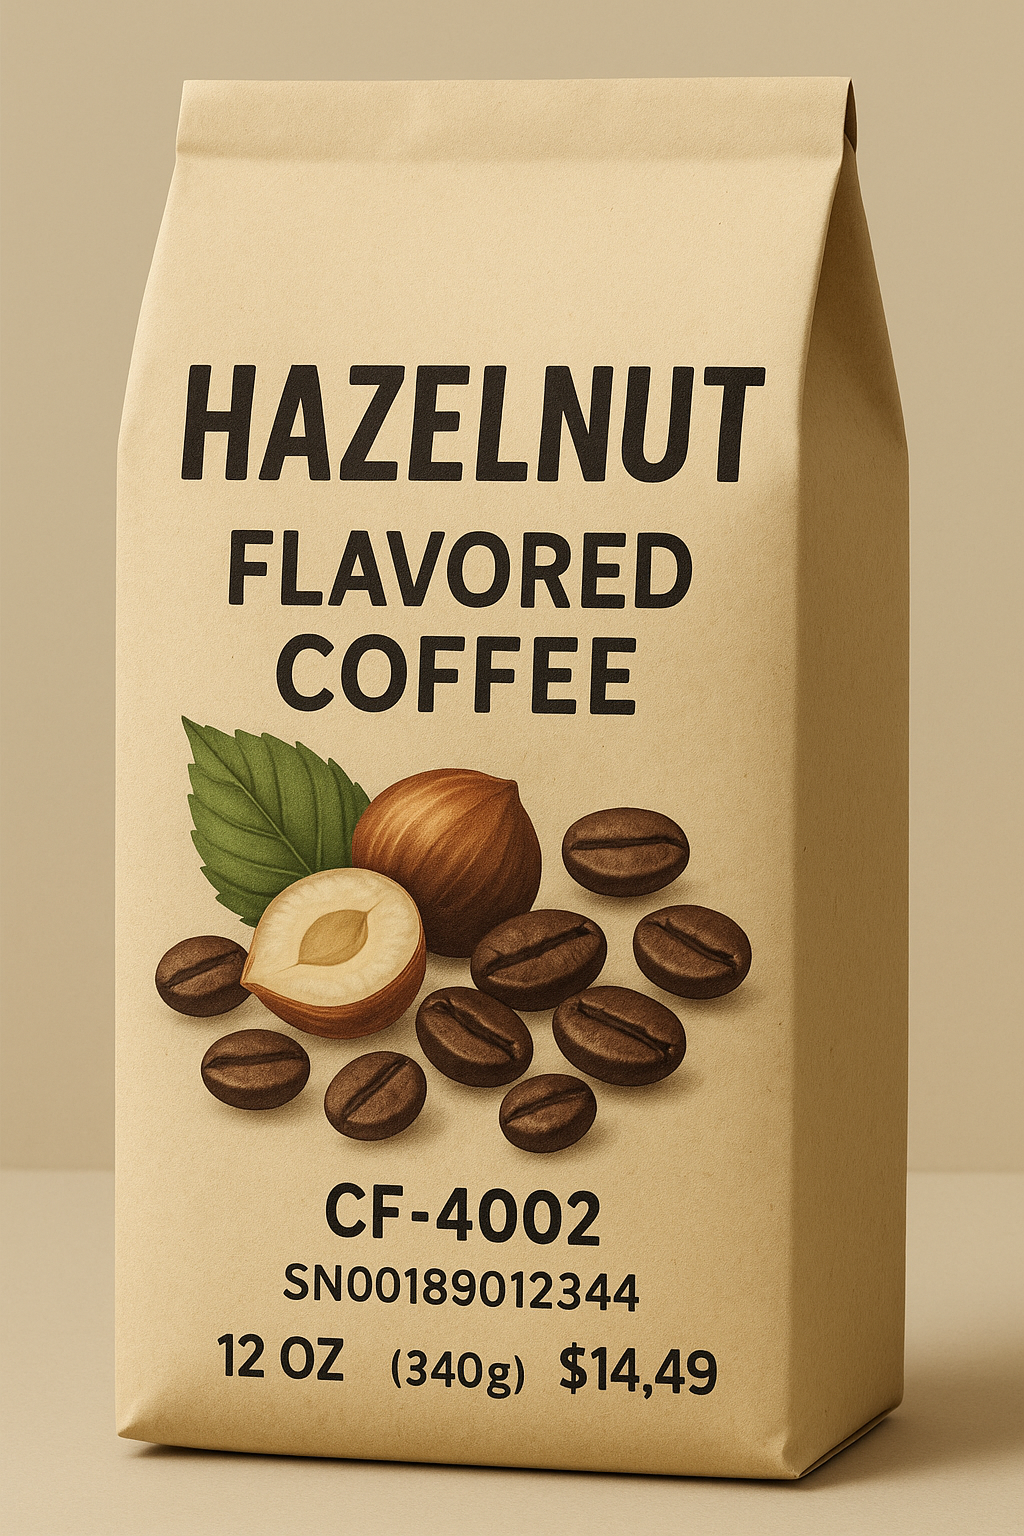 HAZELNUT
FLAVORED
COFFEE
CF-4002
SN00189012344
12 OZ (340g) $14,49